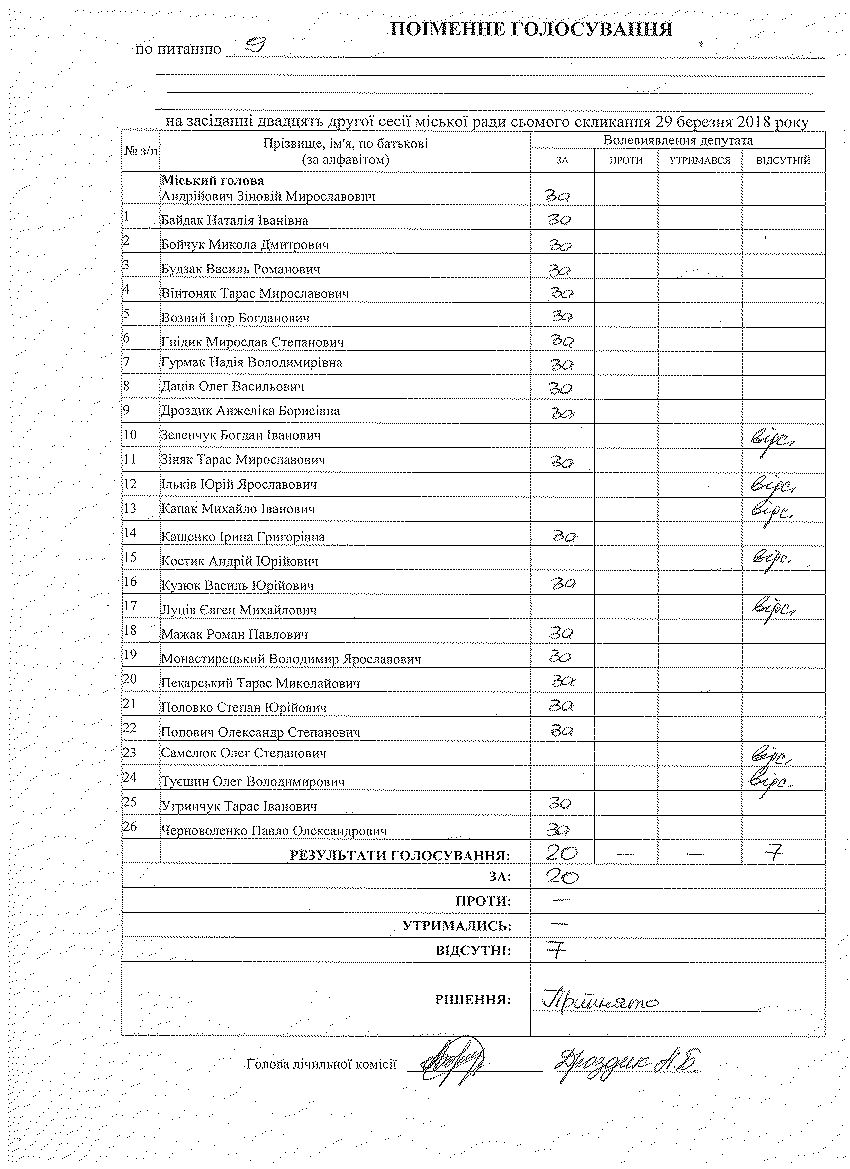 ПОІМЕННЕ ГОЛОСУВАННЯ
по питанню 9
на засіданні двадцять другої сесії міської ради сьомого скликання 29 березня 2018 року
№ з/п Прізвище, ім'я, по батькові (за алфавітом) Волевиявлення депутата
ЗА ПРОТИ УТРИМАВСЯ ВІДСУТНІЙ
Міський голова
Андрійович Зіновій Мирославович за
1 Байдак Наталія Іванівна за
2 Бойчук Микола Дмитрович за
3 Будзак Василь Романович за
4 Вінтоняк Тарас Мирославович за
5 Возний Ігор Богданович за
6 Гнідик Мирослав Степанович за
7 Гурмак Надія Володимирівна за
8 Даців Олег Васильович за
9 Дроздик Анжеліка Борисівна за
10 Зеленчук Богдан Іванович відс.
11 Зіняк Тарас Мирославович за
12 Ільків Юрій Ярославович відс.
13 Капак Михайло Іванович відс.
14 Кащенко Ірина Григорівна за
15 Костик Андрій Юрійович відс.
16 Кузюк Василь Юрійович за
17 Луців Євген Михайлович відс.
18 Мажак Роман Павлович за
19 Монастирецький Володимир Ярославович за
20 Пекарський Тарас Миколайович за
21 Половко Степан Юрійович за
22 Попович Олександр Степанович за
23 Самелюк Олег Степанович відс.
24 Туєшин Олег Володимирович відс.
25 Угринчук Тарас Іванович за
26 Черноволенко Павло Олександрович за
РЕЗУЛЬТАТИ ГОЛОСУВАННЯ: 20 — — 7
ЗА: 20
ПРОТИ: —
УТРИМАЛИСЬ: —
ВІДСУТНІ: 7
РІШЕННЯ: Прийнято
Голова лічильної комісії Дроздик А.Б.